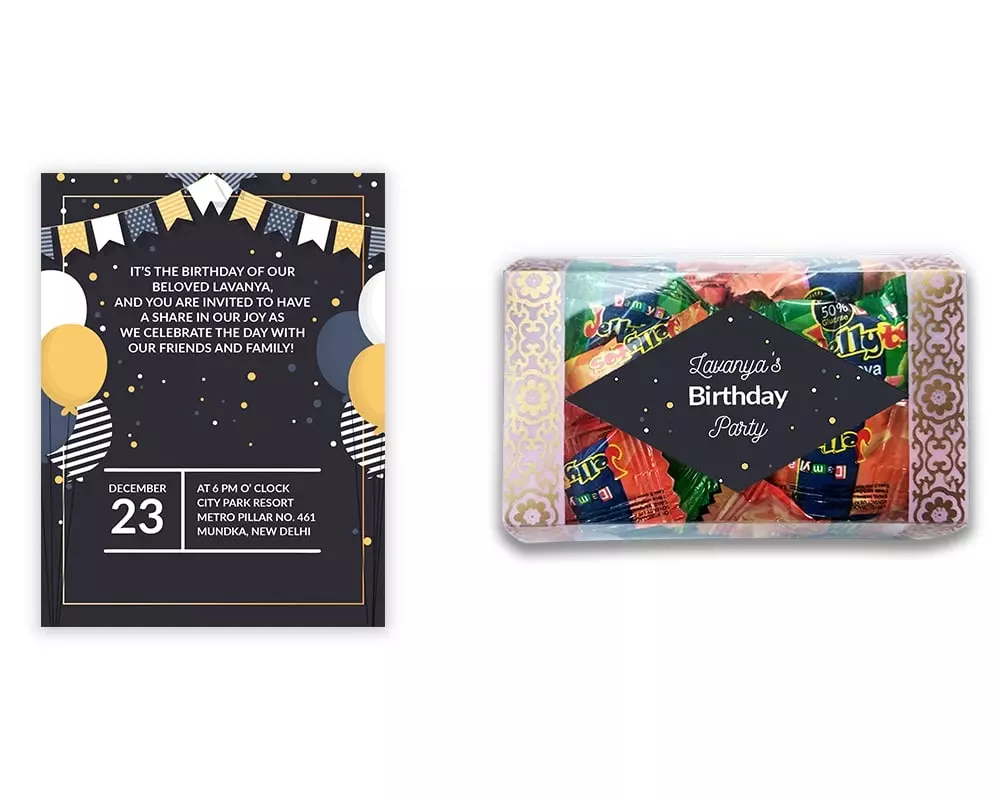 IT'S THE BIRTHDAY OF OUR
BELOVED LAVANYA,
AND YOU ARE INVITED TO HAVE
A SHARE IN OUR JOY AS
WE CELEBRATE THE DAY WITH
OUR FRIENDS AND FAMILY!
DECEMBER
23
AT 6 PM O' CLOCK
CITY PARK RESORT
METRO PILLAR NO. 461
MUNDKA, NEW DELHI
50%
Glucose
Lavanya's
Birthday
Party